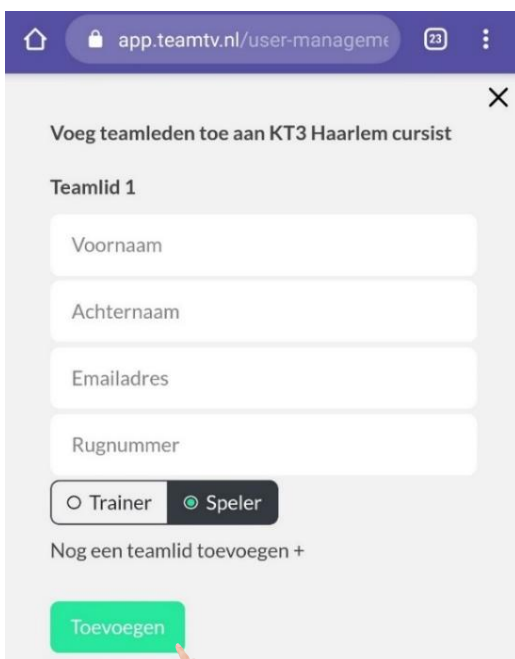 app.teamtv.nl/user-manageme
23
Voeg teamleden toe aan KT3 Haarlem cursist
Teamlid 1
Voornaam
Achternaam
Emailadres
Rugnummer
Trainer Speler
Nog een teamlid toevoegen +
Toevoegen